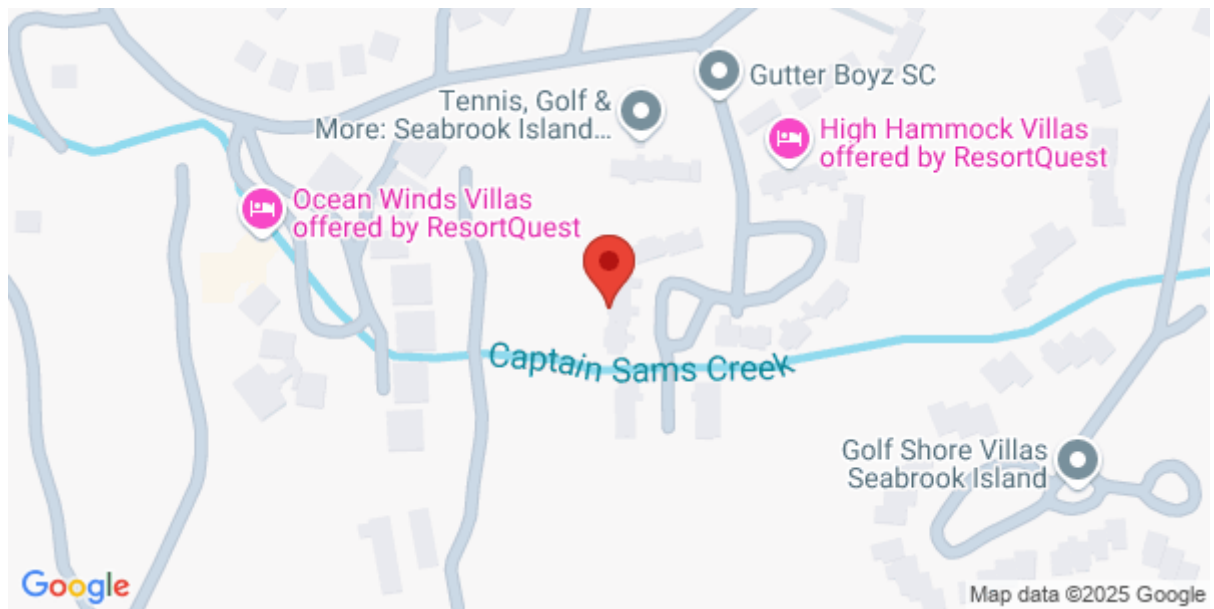 Gutter Boyz SC
Tennis, Golf &
More: Seabrook Island...
High Hammock Villas
offered by ResortQuest
Ocean Winds Villas
offered by ResortQuest
Captain Sams Creek
Golf Shore Villas
Seabrook Island
Google
Map data ©2025 Google